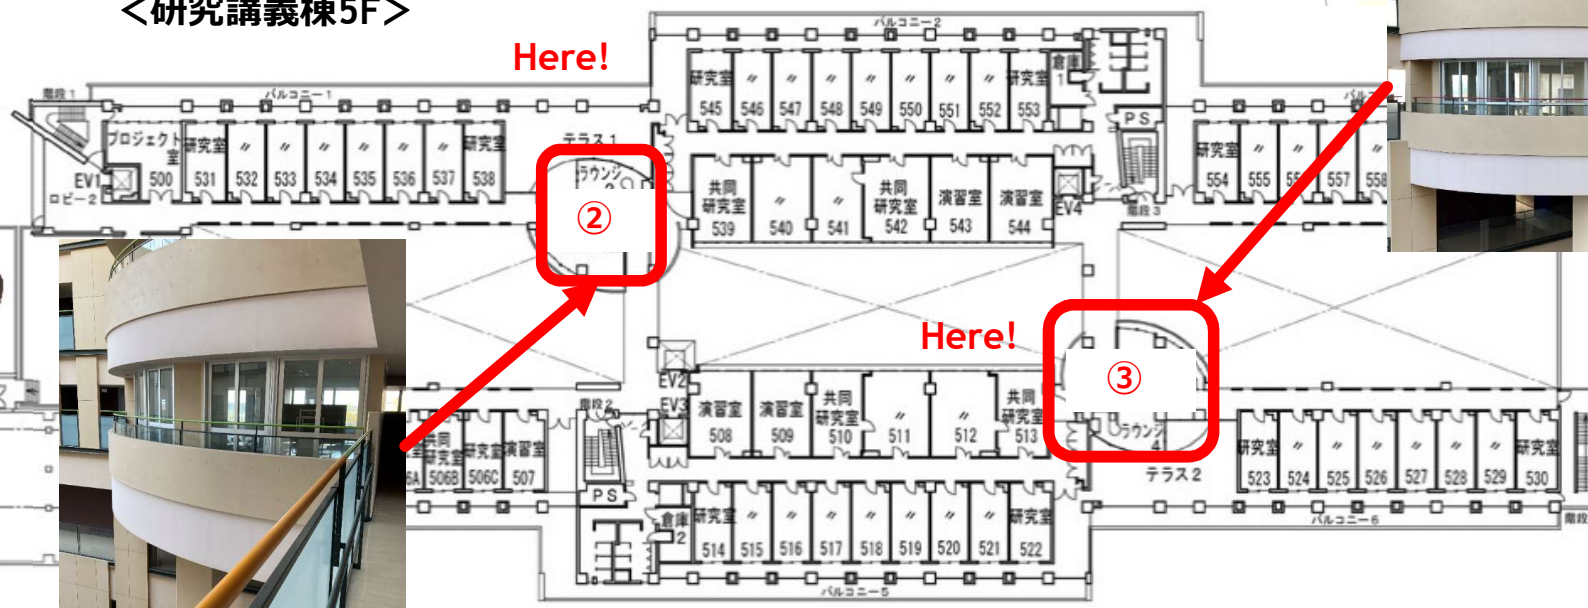 <研究講義棟5F>
バルコニー2
Here!
研究室 〃 〃 〃 〃 〃 〃 〃 研究室 倉庫1
545 546 547 548 549 550 551 552 553
階段1
バルコニー1
PS
プロジェクト室 研究室 〃 〃 〃 〃 〃 〃 研究室
500 531 532 533 534 535 536 537 538
EV1
ロビー2
テラス1
ラウンジ
②
共同研究室 〃 〃 共同研究室 演習室 演習室
539 540 541 542 543 544
EV4
階段3
研究室 〃 〃 〃 〃
554 555 557 558
Here!
③
ラウンジ4
テラス2
EV2
EV3
階段2
演習室 演習室 共同研究室 〃 〃 共同研究室
508 509 510 511 512 513
共同研究室 研究室 演習室
6A 506B 506C 507
PS
倉庫2
研究室 〃 〃 〃 〃 〃 〃 〃 研究室
514 515 516 517 518 519 520 521 522
研究室 〃 〃 〃 〃 〃 〃 研究室
523 524 525 526 527 528 529 530
バルコニー6
階段
バルコニー5